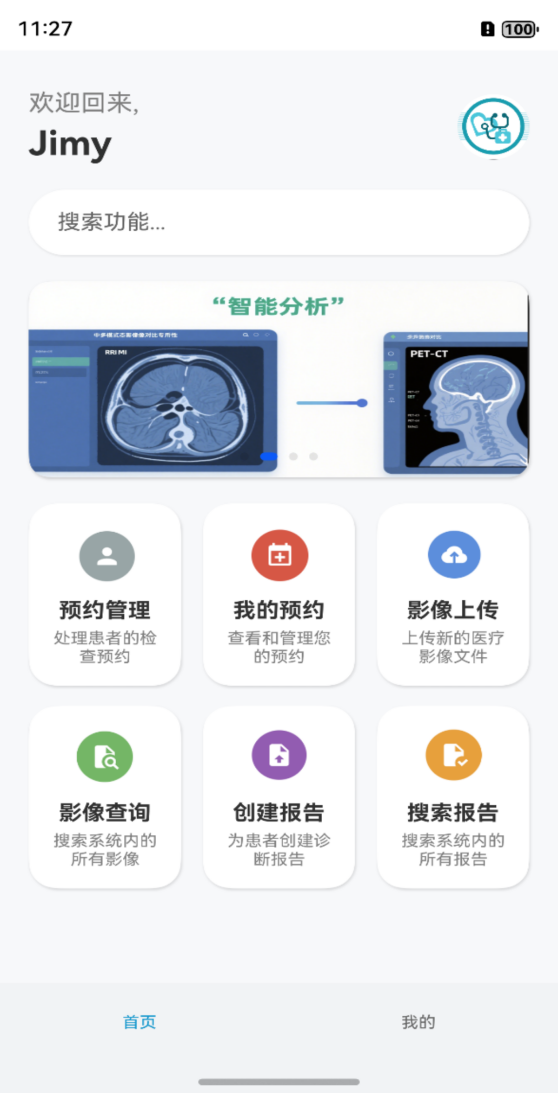 11:27
100
欢迎回来,
Jimy
搜索功能...
“智能分析”
RRI MI
PET-CT
预约管理
我的预约
影像上传
处理患者的检
查预约
查看和管理您
的预约
上传新的医疗
影像文件
影像查询
创建报告
搜索报告
搜索系统内的
所有影像
为患者创建诊
断报告
搜索系统内的
所有报告
首页
我的